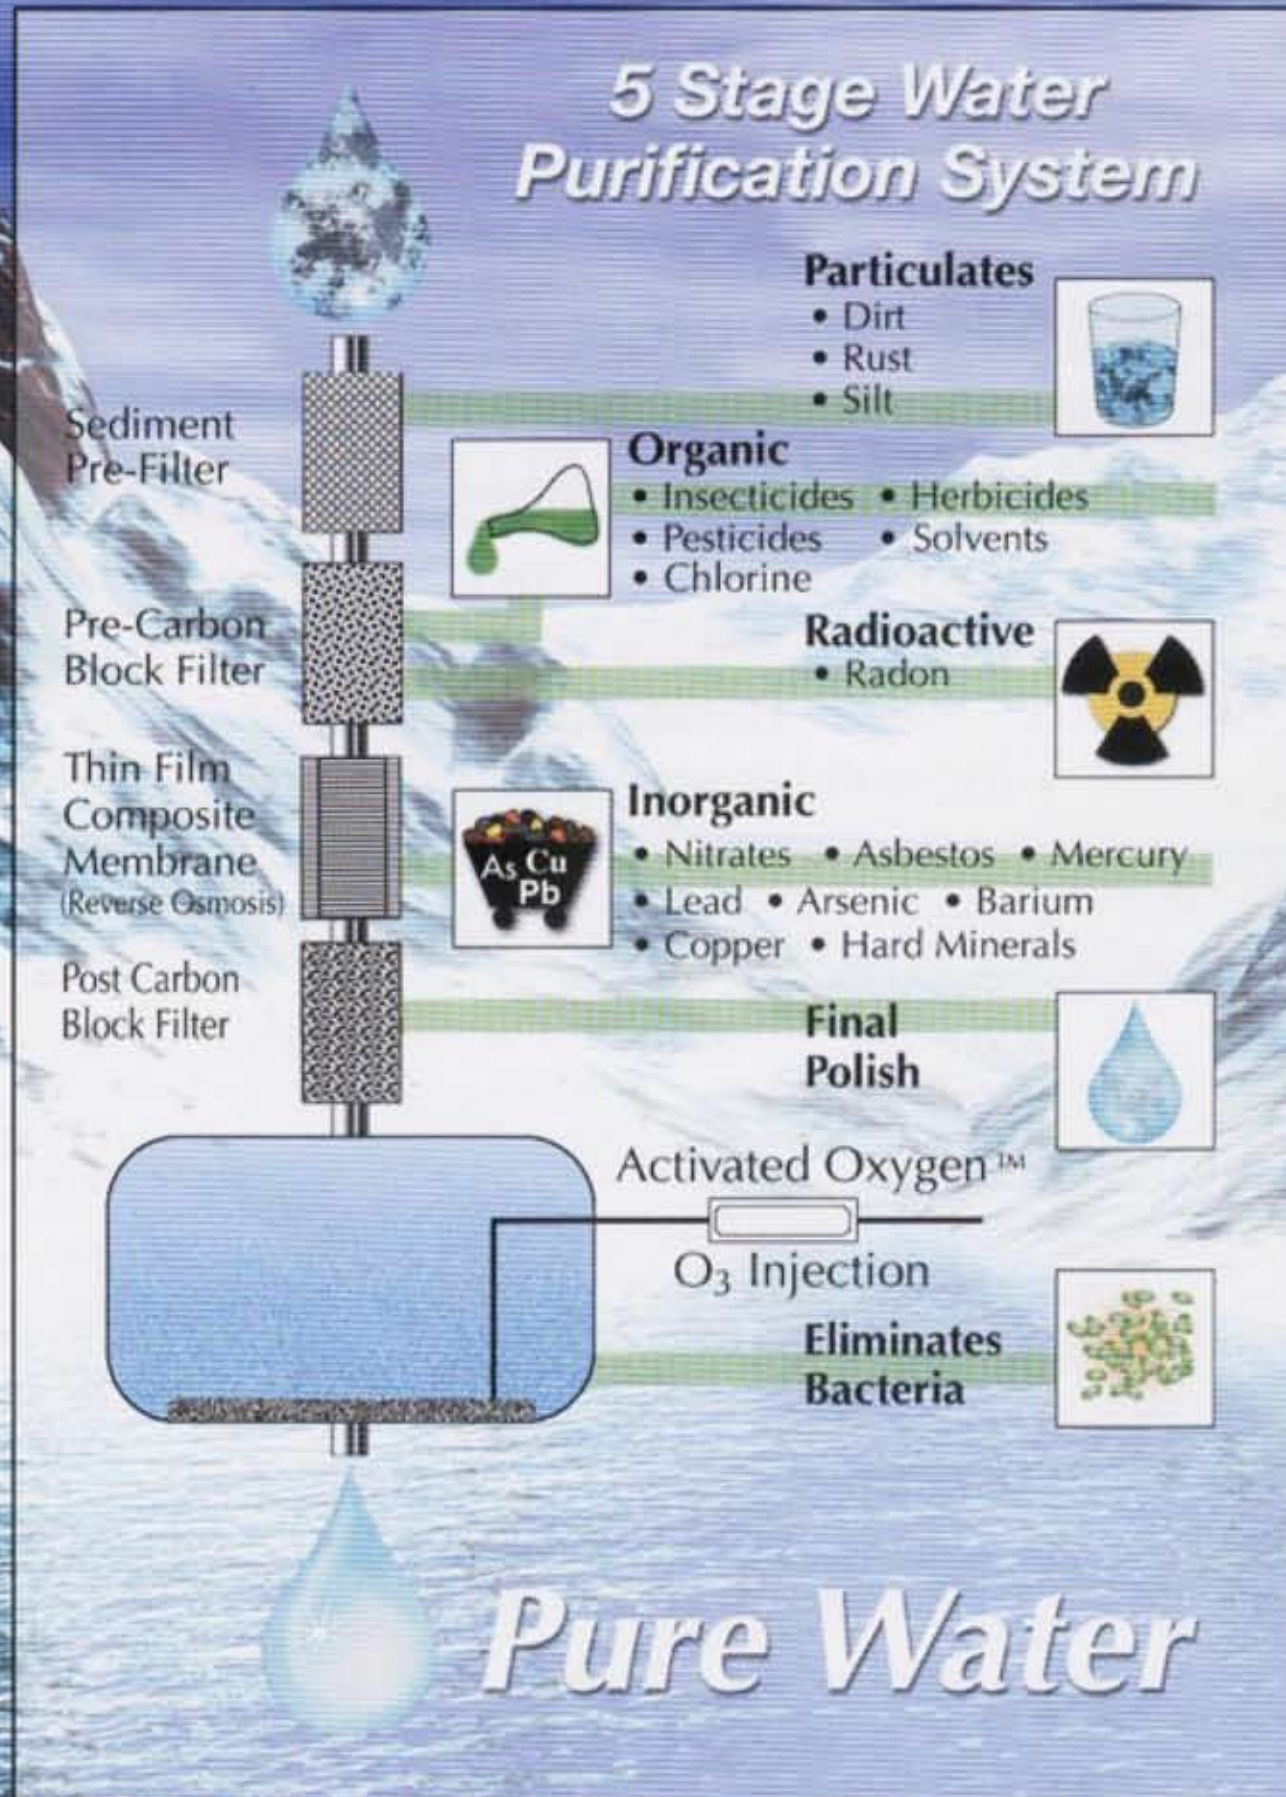 5 Stage Water
Purification System
Particulates
• Dirt
• Rust
• Silt
Sediment
Pre-Filter
Organic
• Insecticides • Herbicides
• Pesticides • Solvents
• Chlorine
Pre-Carbon
Block Filter
Radioactive
• Radon
Thin Film
Composite
Membrane
(Reverse Osmosis)
As Cu
Pb
Inorganic
• Nitrates • Asbestos • Mercury
• Lead • Arsenic • Barium
• Copper • Hard Minerals
Post Carbon
Block Filter
Final
Polish
Activated Oxygen™
O₃ Injection
Eliminates
Bacteria
Pure Water